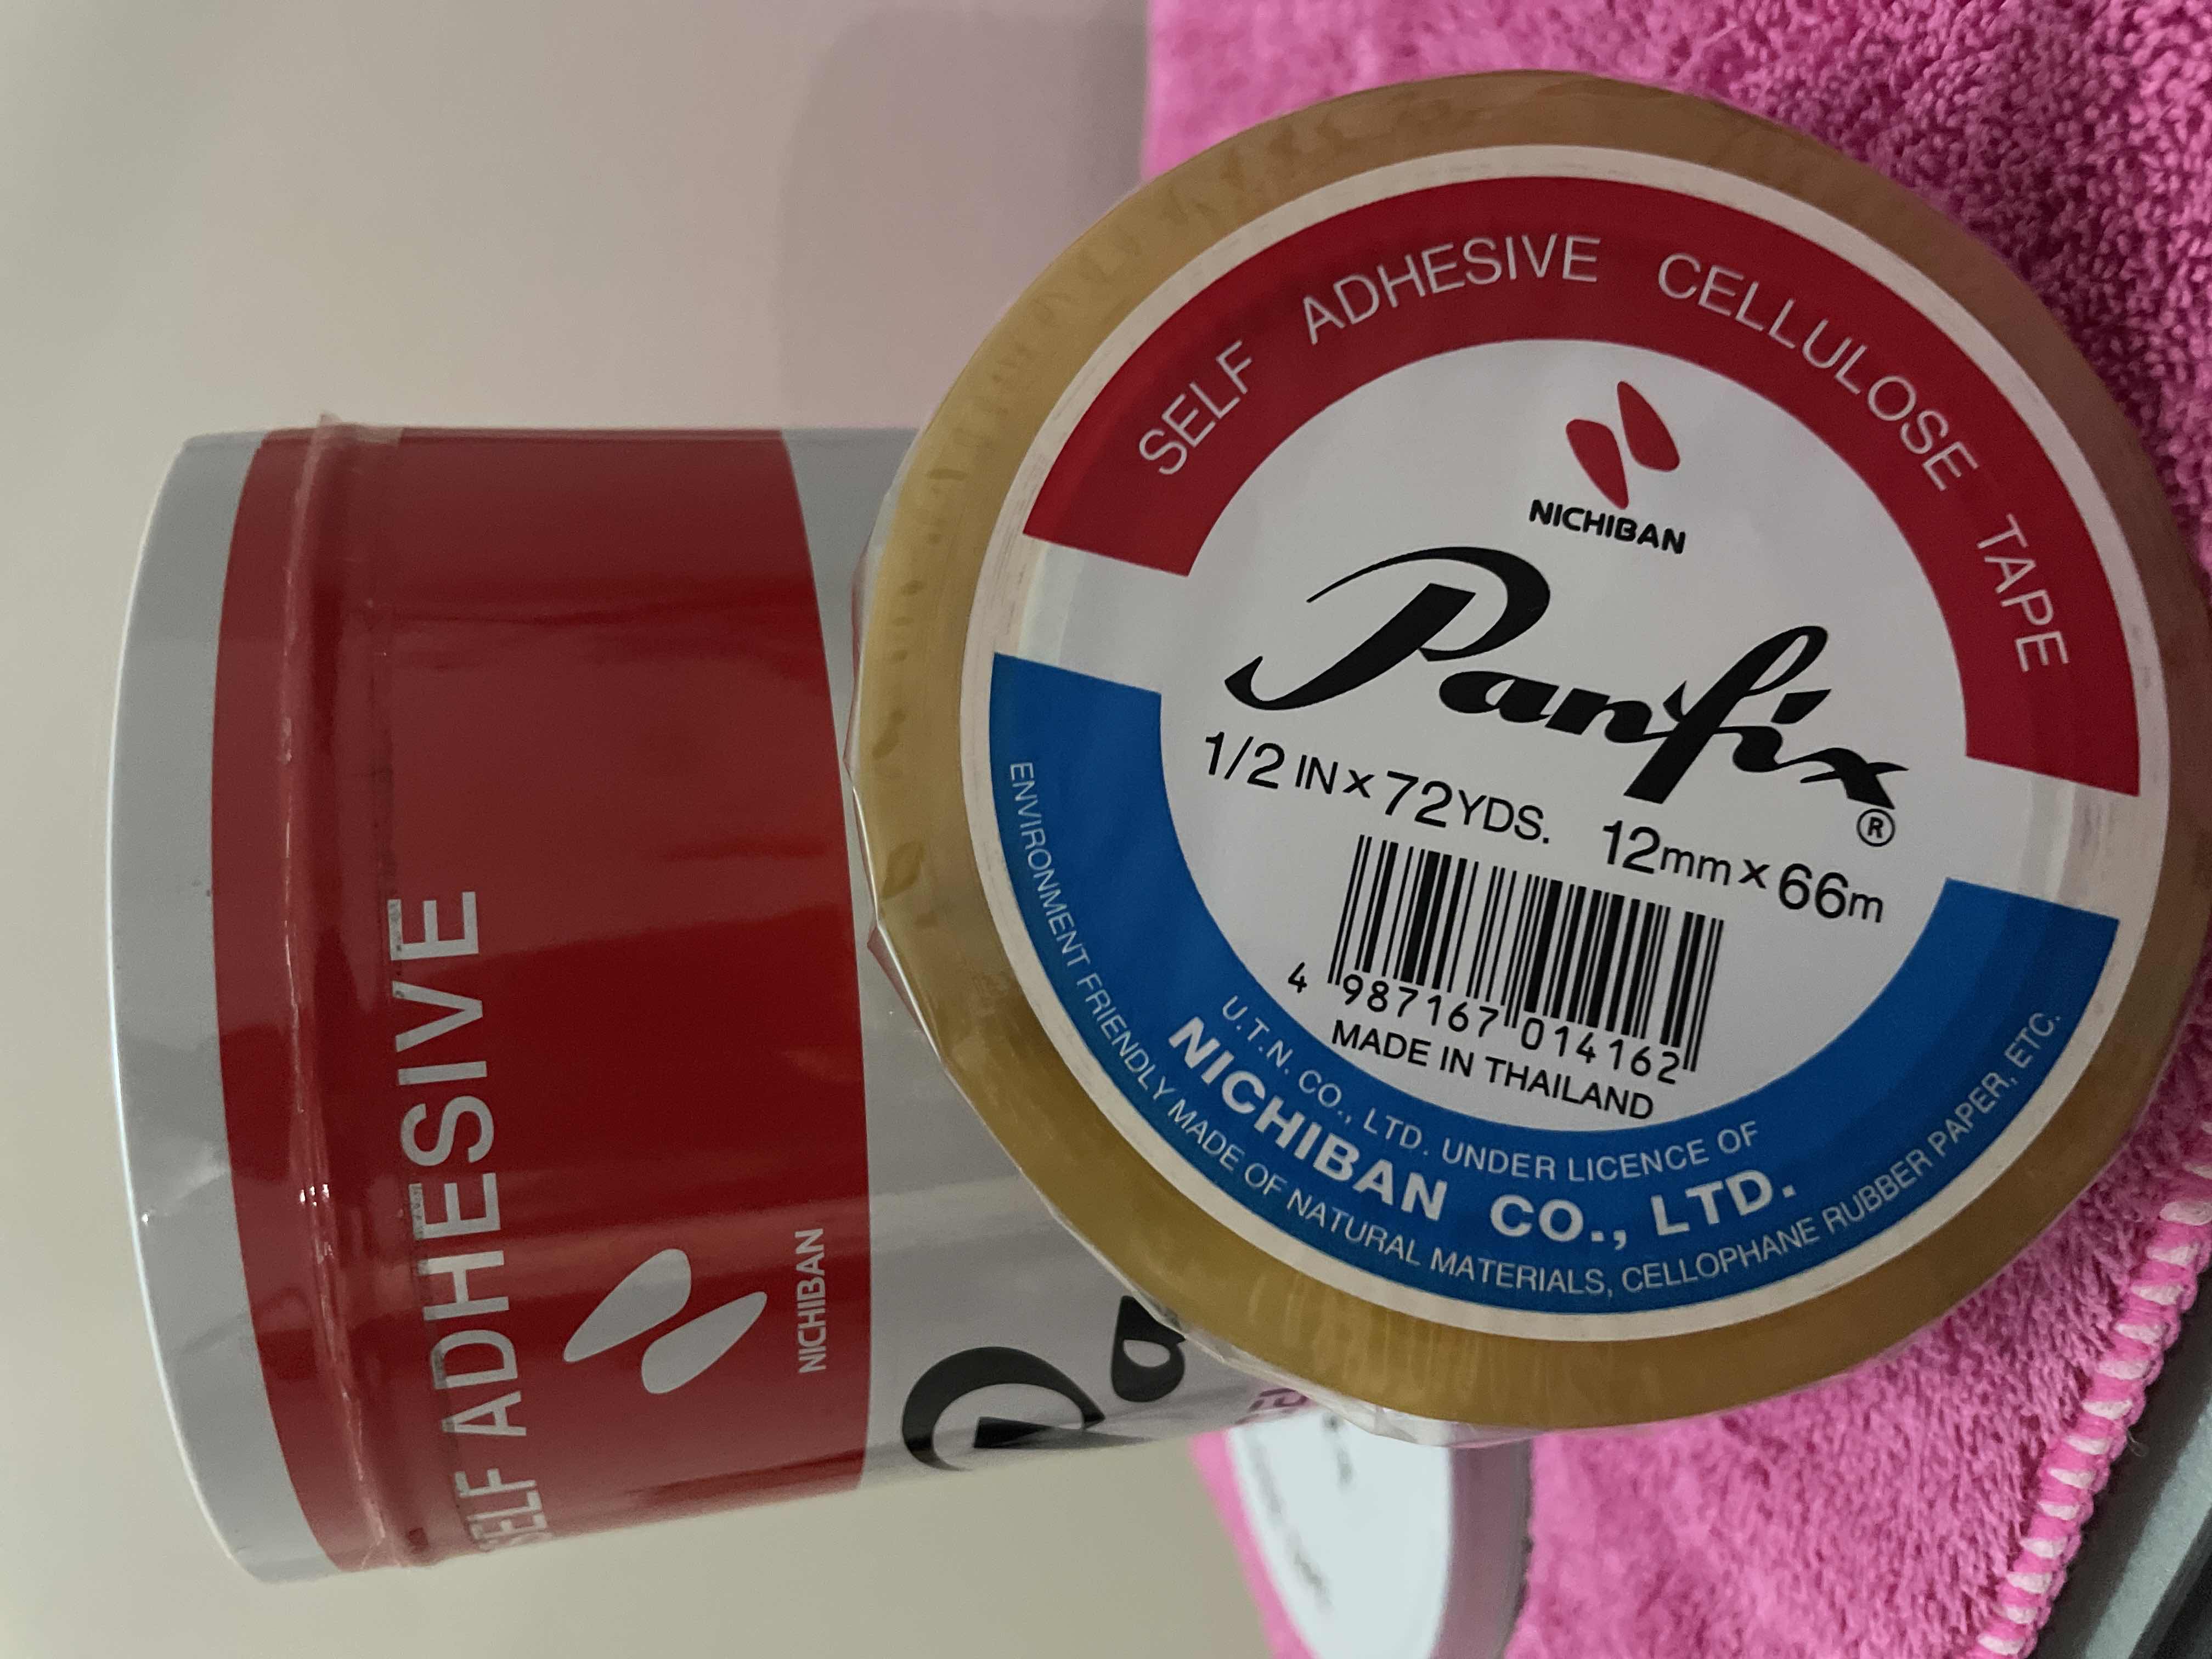 SELF ADHESIVE
NICHIBAN
SELF ADHESIVE CELLULOSE TAPE
NICHIBAN
Panfix®
1/2 IN x 72YDS. 12mm x 66m
4 987167 014162
MADE IN THAILAND
U.T.N. CO., LTD. UNDER LICENCE OF
NICHIBAN CO., LTD.
ENVIRONMENT FRIENDLY MADE OF NATURAL MATERIALS, CELLOPHANE RUBBER PAPER, ETC.